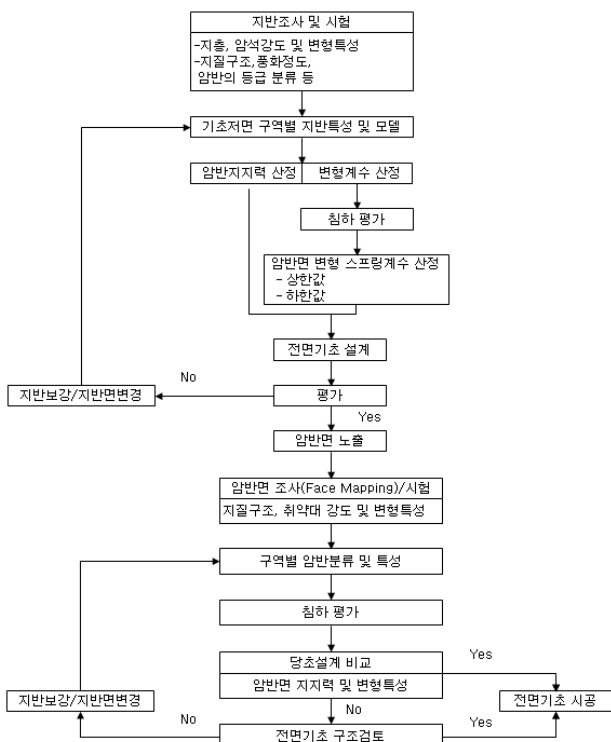 지반조사 및 시험
-지층, 암석강도 및 변형특성
-지질구조,풍화정도,
암반의 등급 분류 등
기초저면 구역별 지반특성 및 모델
암반지지력 산정
변형계수 산정
침하 평가
암반면 변형 스프링계수 산정
- 상한값
- 하한값
전면기초 설계
No
지반보강/지반면변경
평가
Yes
암반면 노출
암반면 조사(Face Mapping)/시험
지질구조, 취약대 강도 및 변형특성
구역별 암반분류 및 특성
침하 평가
당초설계 비교
Yes
암반면 지지력 및 변형특성
지반보강/지반면변경
전면기초 시공
No
No
Yes
전면기초 구조검토